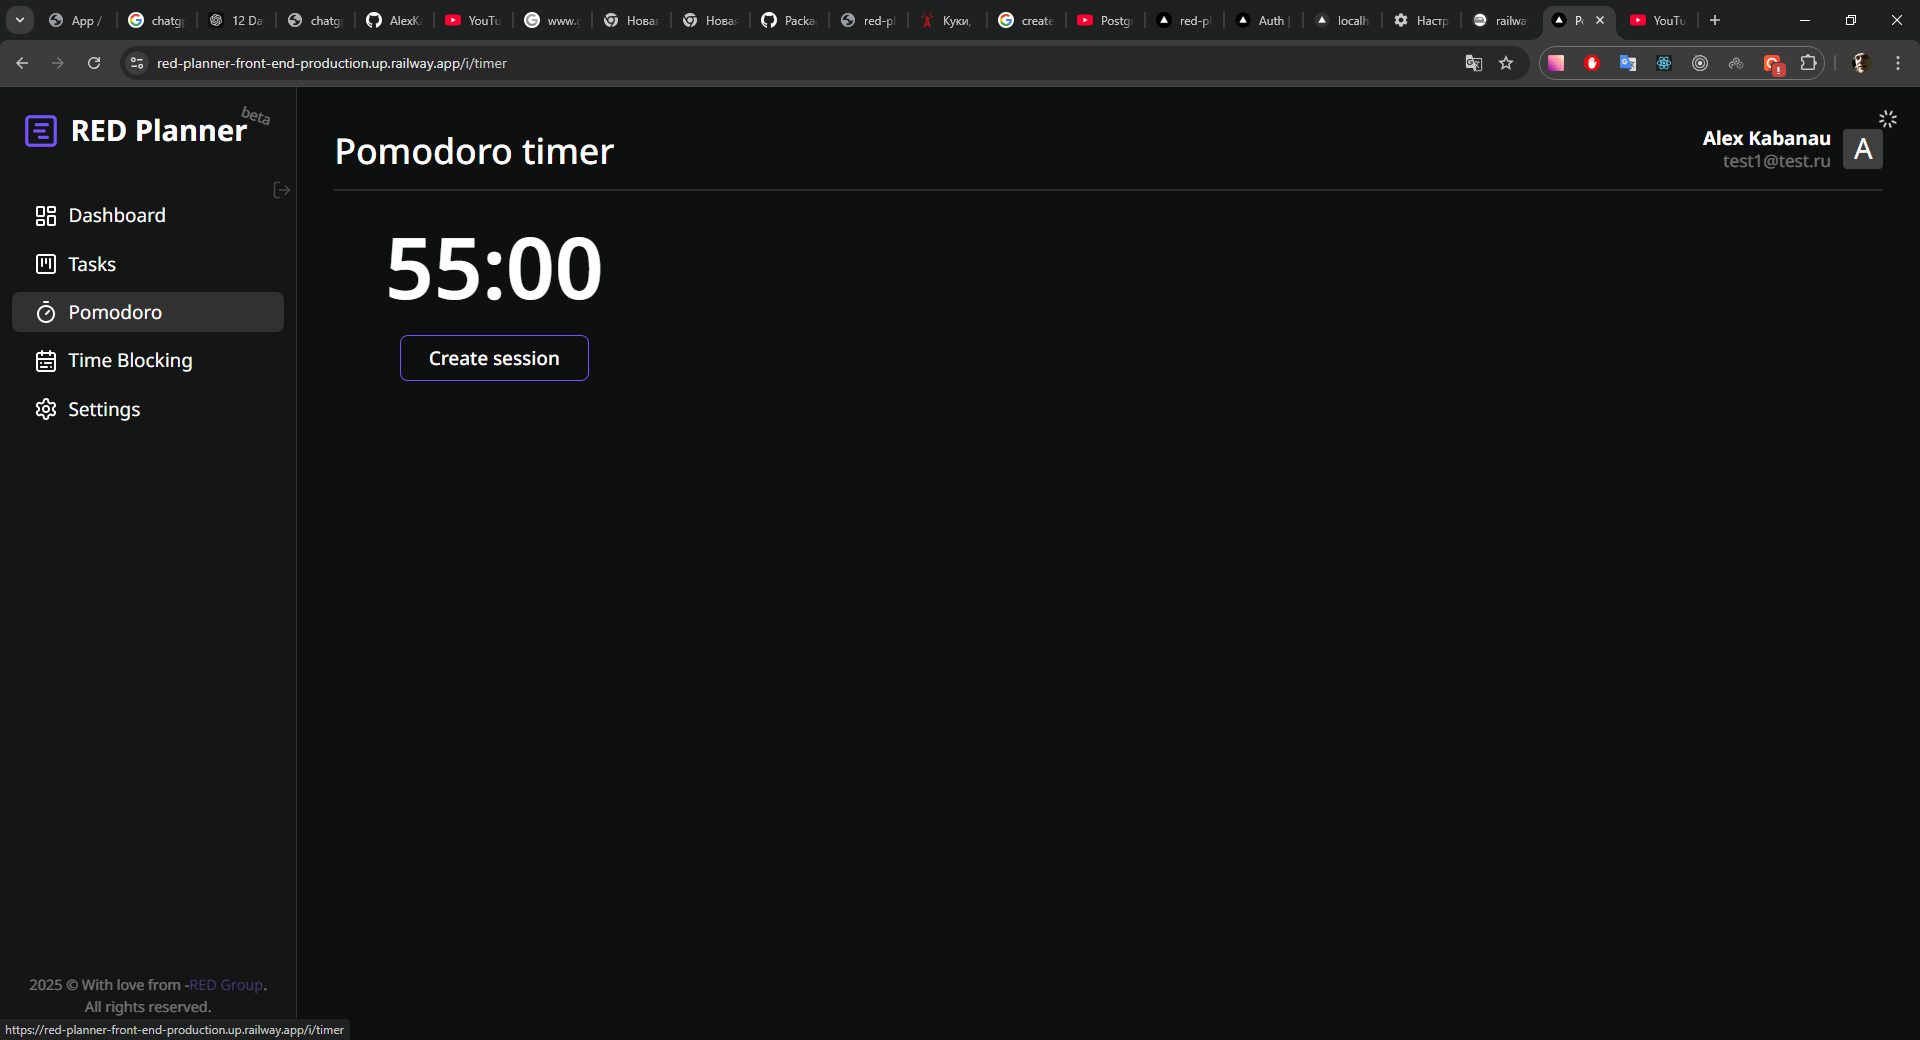 App /
chatg
12 Da
chatg
AlexK
YouTu
www.
Нова
Нова
Packa
red-p
Куки,
create
Postg
red-p
Auth
localh
Настр
railwa
YouTu
red-planner-front-end-production.up.railway.app/i/timer
RED Planner
beta
Pomodoro timer
Alex Kabanau
test1@test.ru
A
Dashboard
Tasks
Pomodoro
Time Blocking
Settings
55:00
Create session
2025 © With love from -RED Group.
All rights reserved.
https://red-planner-front-end-production.up.railway.app/i/timer